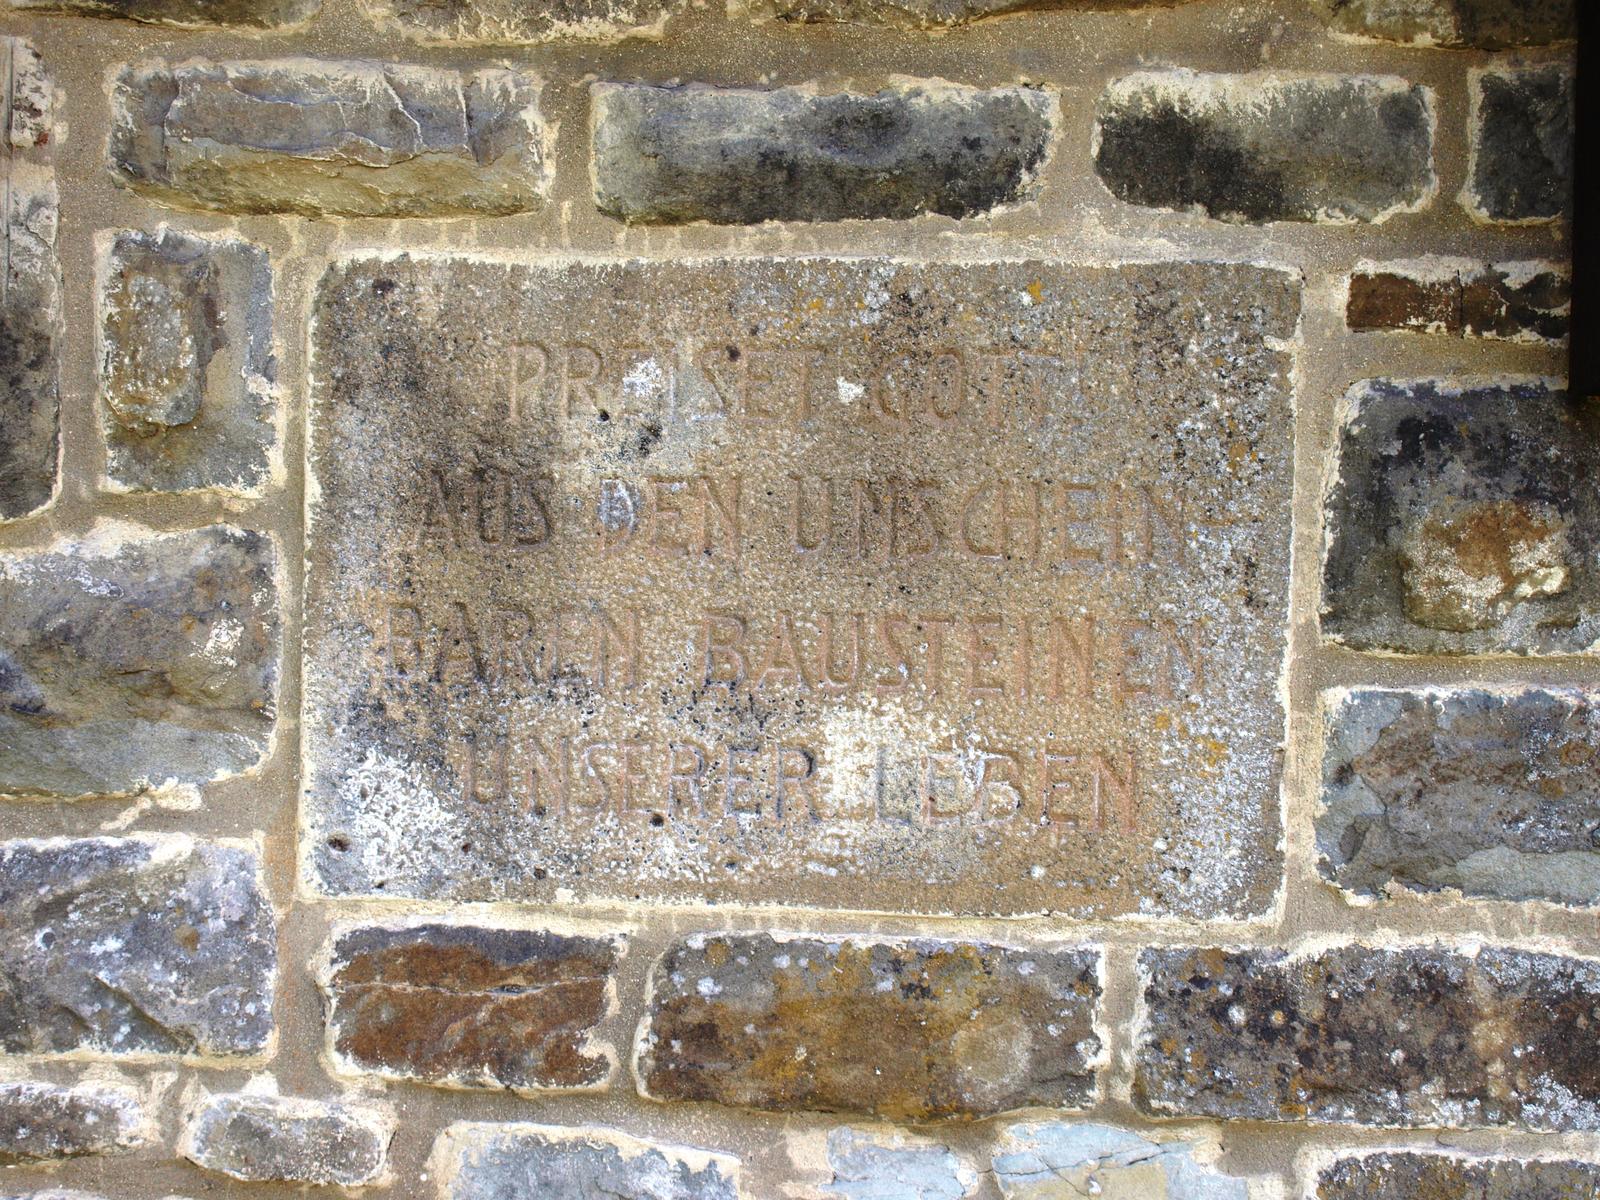 PREISET GOTT!
AUS DEN UNSCHEIN
BAREN BAUSTEINEN
UNSERER LEBEN